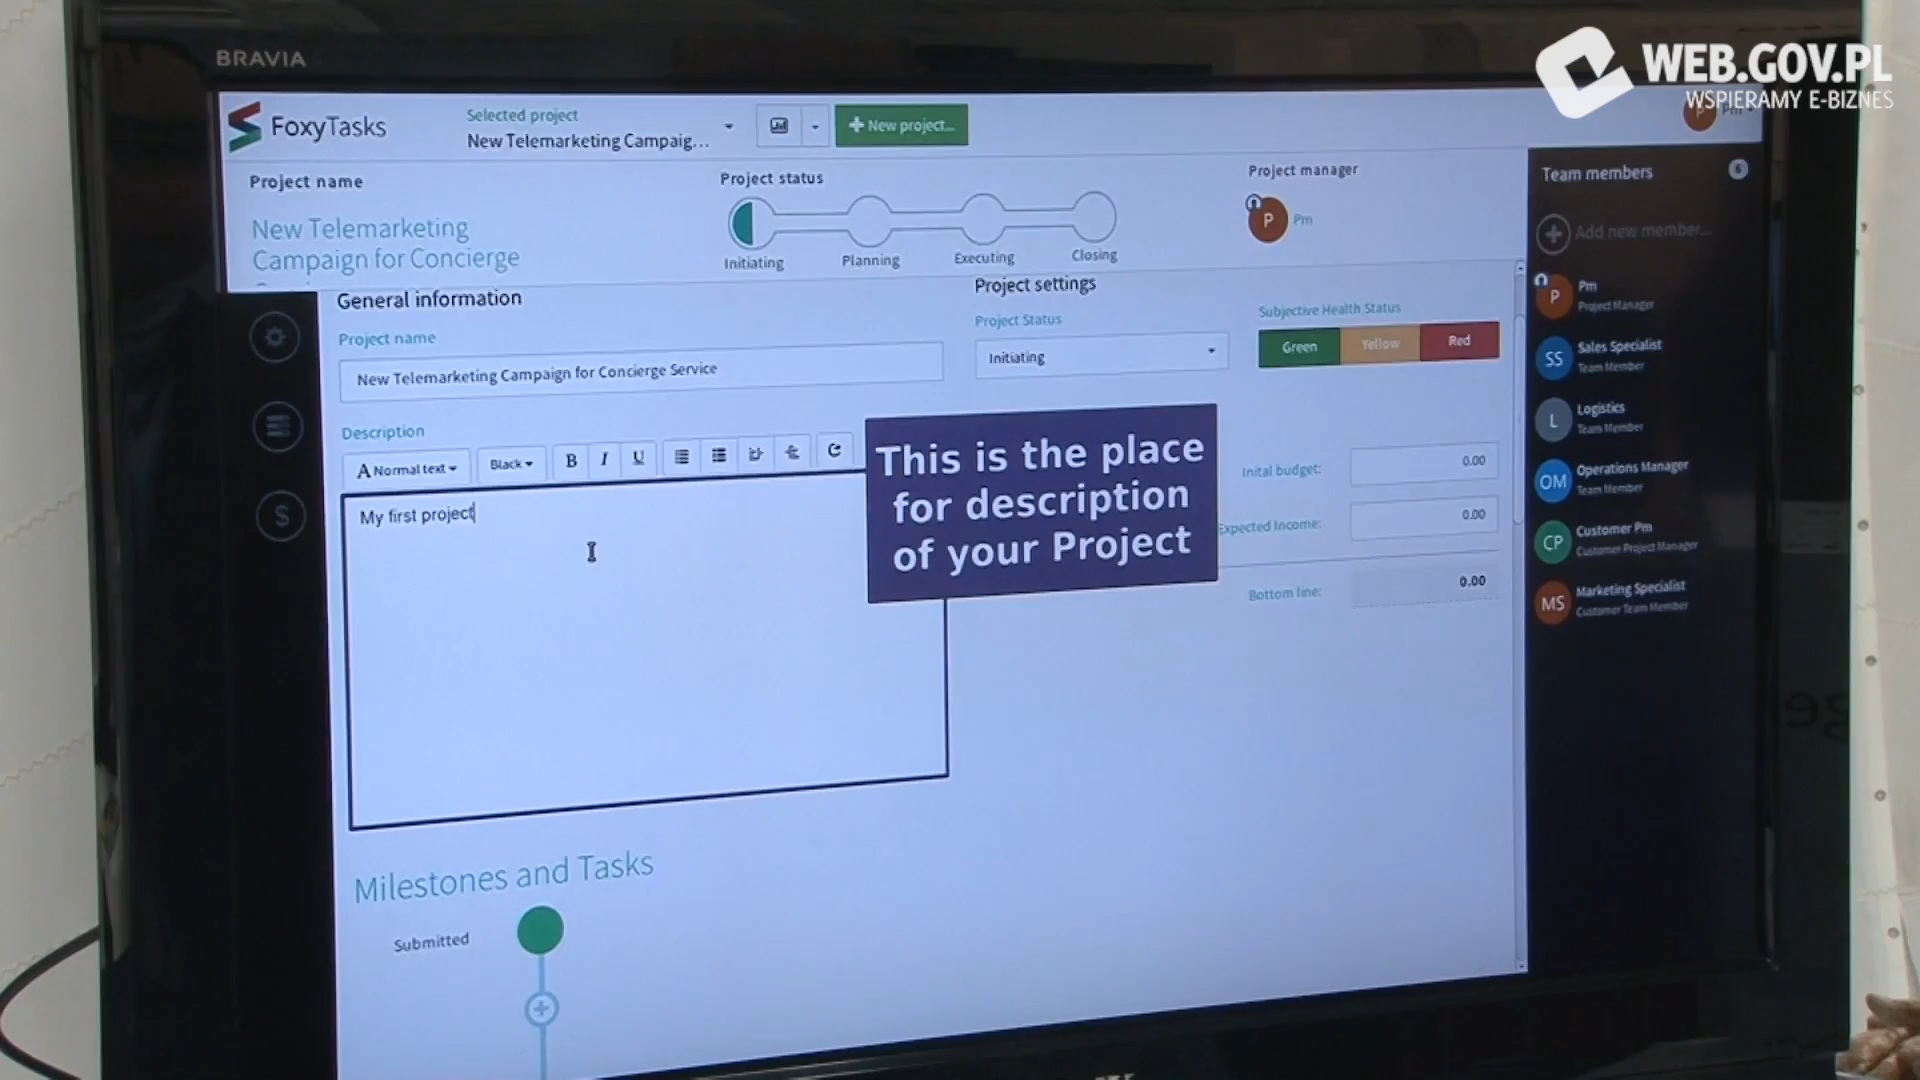 BRAVIA
WEB.GOV.PL
WSPIERAMY E-BIZNES
FoxyTasks
Selected project
New Telemarketing Campaig...
+ New project...
P
Pm
Project name
New Telemarketing
Campaign for Concierge
Project status
Initiating
Planning
Executing
Closing
Project manager
P
Pm
Team members
6
Add new member...
P
Pm
Project Manager
SS
Sales Specialist
Team Member
L
Logistics
Team Member
OM
Operations Manager
Team Member
CP
Customer Pm
Customer Project Manager
MS
Marketing Specialist
Customer Team Member
General information
Project name
New Telemarketing Campaign for Concierge Service
Description
A Normal text
Black
B
I
U
My first project
This is the place
for description
of your Project
Project settings
Project Status
Initiating
Subjective Health Status
Green
Yellow
Red
Inital budget:
0.00
Expected Income:
0.00
Bottom line:
0.00
$
Milestones and Tasks
Submitted